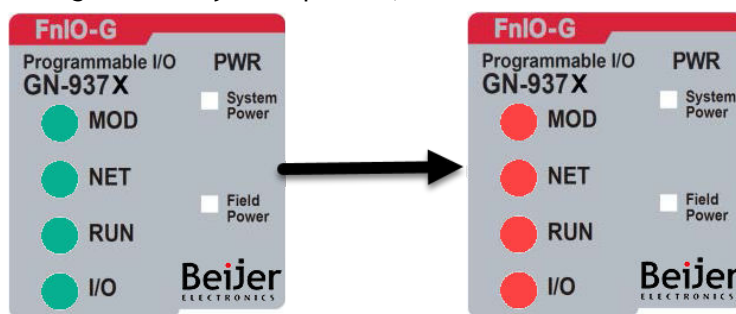 FnIO-G
Programmable I/O PWR
GN-937X
System
Power
MOD
NET
Field
Power
RUN
I/O
Beijer
ELECTRONICS
FnIO-G
Programmable I/O PWR
GN-937X
System
Power
MOD
NET
Field
Power
RUN
I/O
Beijer
ELECTRONICS